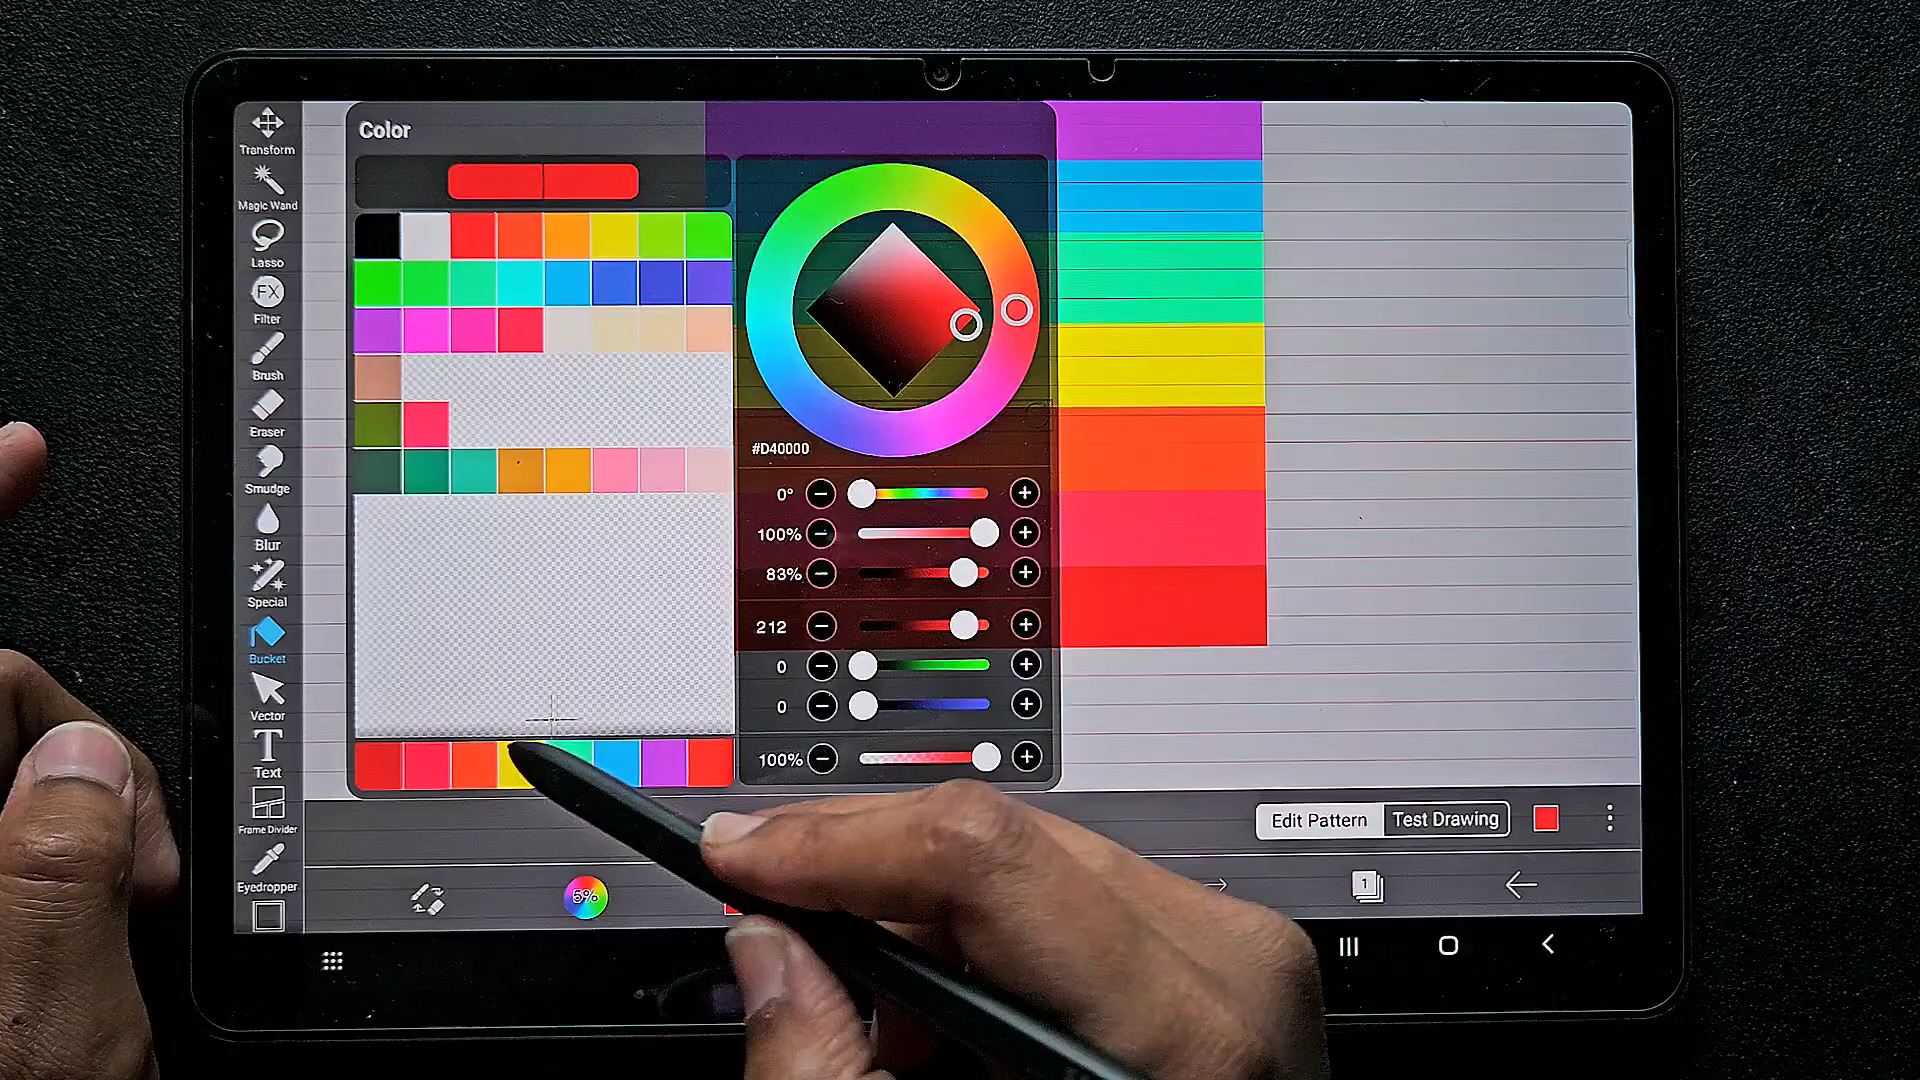 Color
Transform
Magic Wand
Lasso
FX
Filter
Brush
Eraser
Smudge
Blur
Special
Bucket
Vector
T
Text
Frame Divider
Eyedropper
#D40000
0°
100%
83%
212
0
0
100%
Edit Pattern
Test Drawing
5%
1